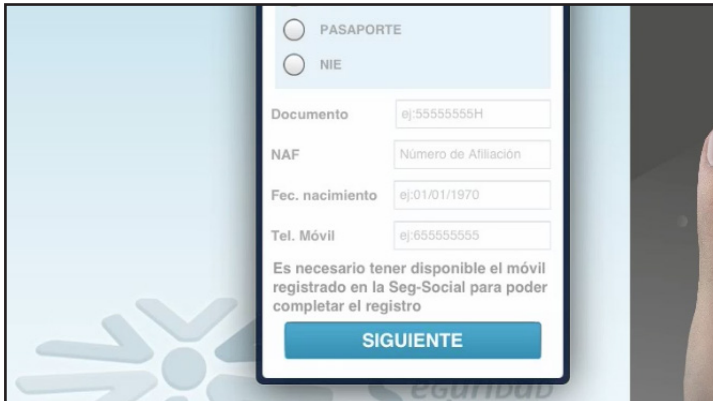 PASAPORTE
NIE
Documento ej:55555555H
NAF Número de Afiliación
Fec. nacimiento ej:01/01/1970
Tel. Móvil ej:655555555
Es necesario tener disponible el móvil
registrado en la Seg-Social para poder
completar el registro
SIGUIENTE